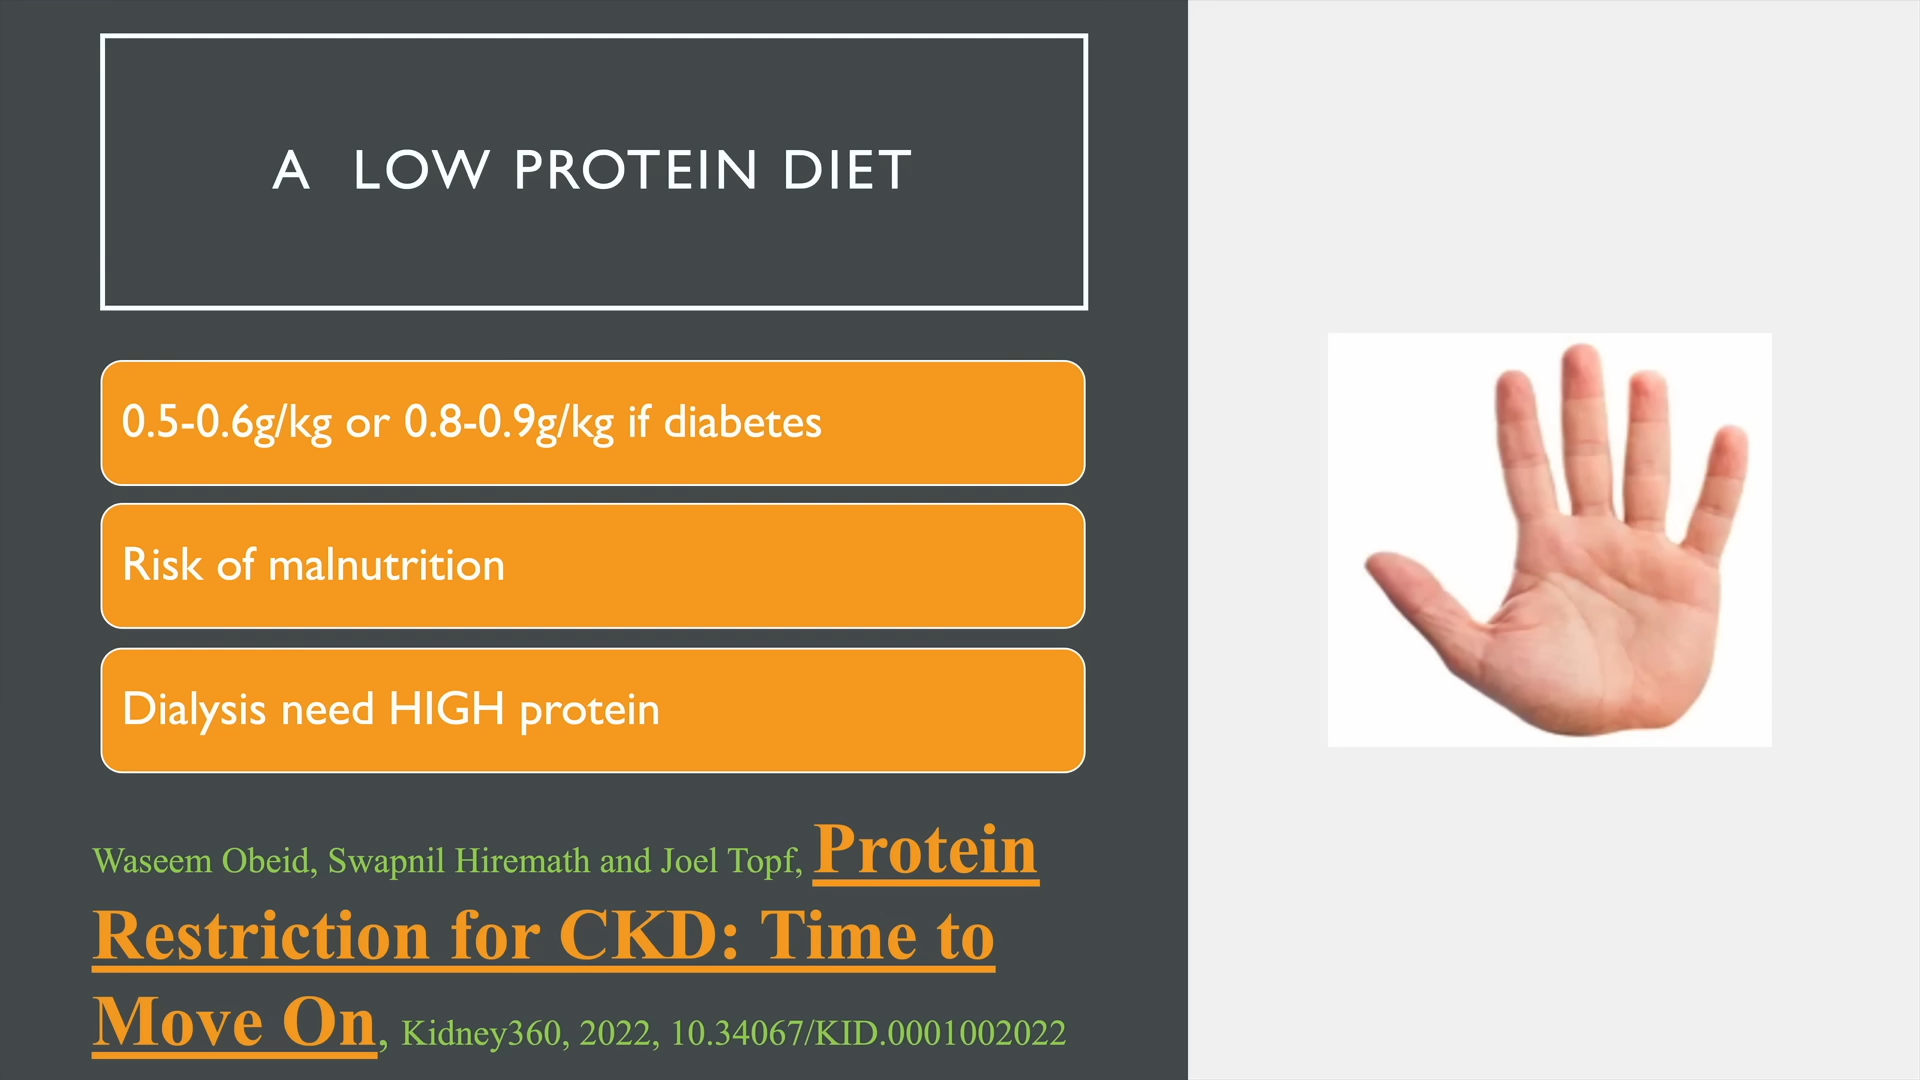 A LOW PROTEIN DIET
0.5-0.6g/kg or 0.8-0.9g/kg if diabetes
Risk of malnutrition
Dialysis need HIGH protein
Waseem Obeid, Swapnil Hiremath and Joel Topf, Protein
Restriction for CKD: Time to
Move On, Kidney360, 2022, 10.34067/KID.0001002022